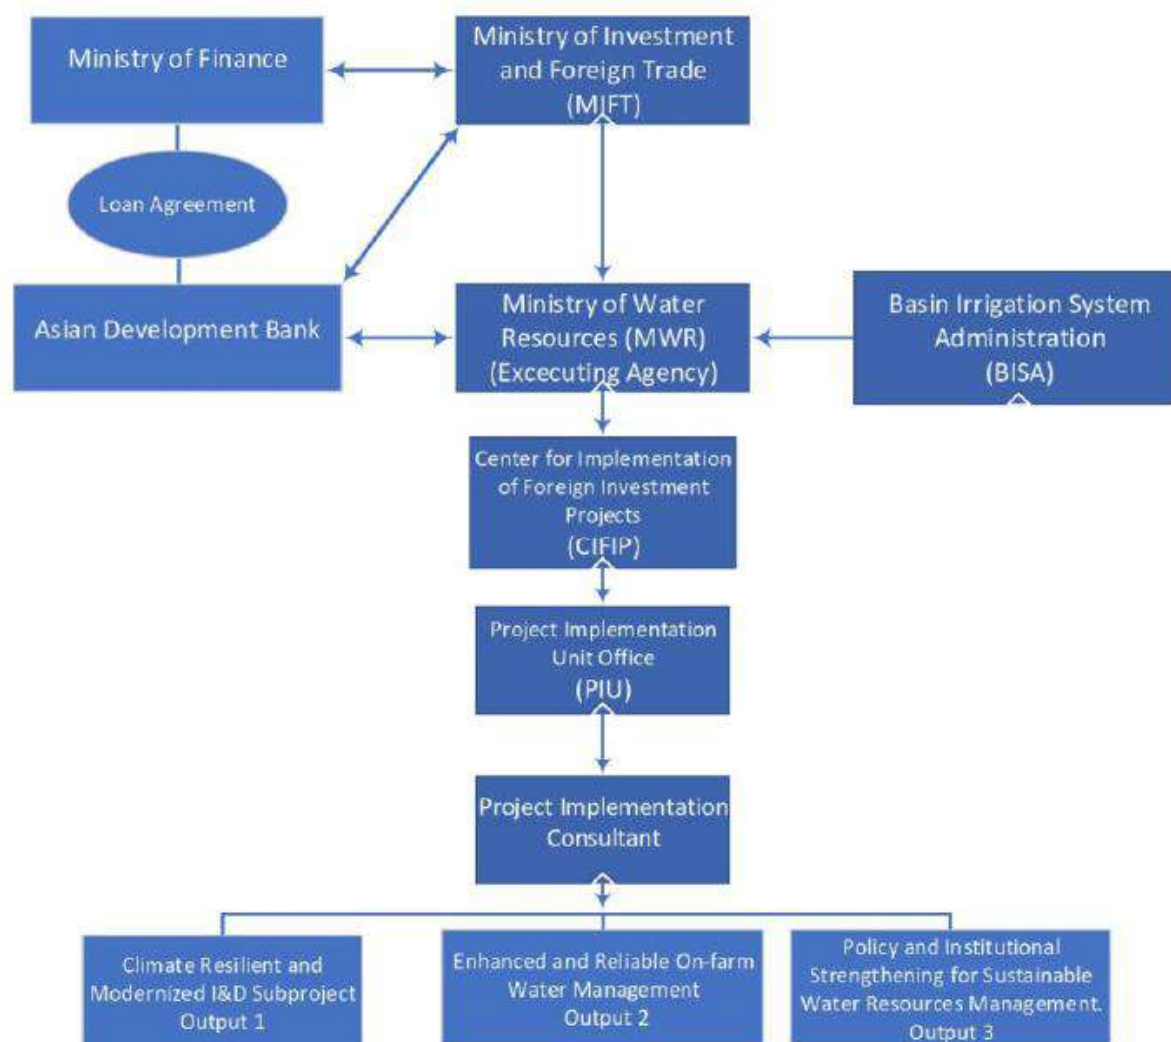 Ministry of Finance
Ministry of Investment
and Foreign Trade
(MIFT)
Loan Agreement
Asian Development Bank
Ministry of Water
Resources (MWR)
(Excecuting Agency)
Basin Irrigation System
Administration
(BISA)
Center for Implementation
of Foreign Investment
Projects
(CIFIP)
Project Implementation
Unit Office
(PIU)
Project Implementation
Consultant
Climate Resilient and
Modernized I&D Subproject
Output 1
Enhanced and Reliable On-farm
Water Management
Output 2
Policy and Institutional
Strengthening for Sustainable
Water Resources Management.
Output 3